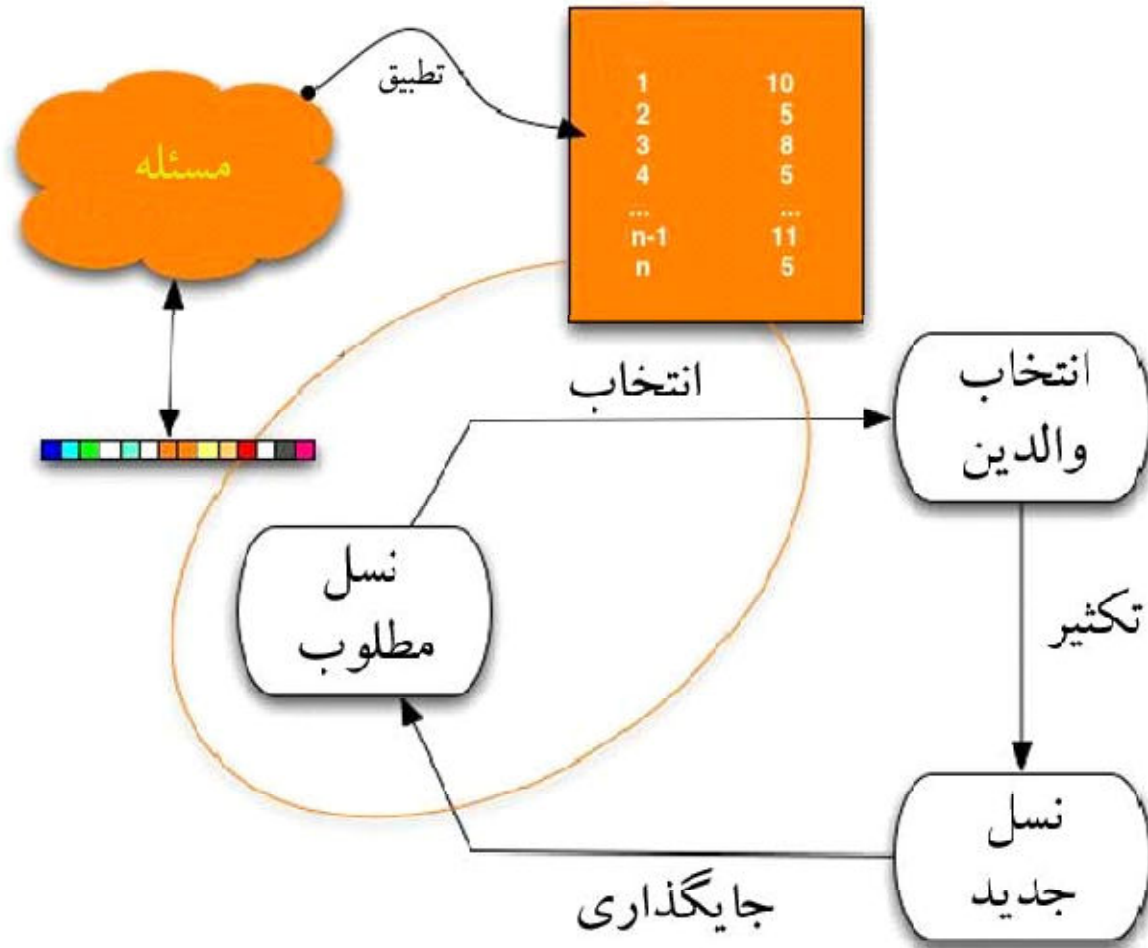 تطبیق
مسئله
1 10
2 5
3 8
4 5
... ...
n-1 11
n 5
انتخاب
انتخاب
والدین
نسل
مطلوب
تکثیر
نسل
جدید
جایگذاری